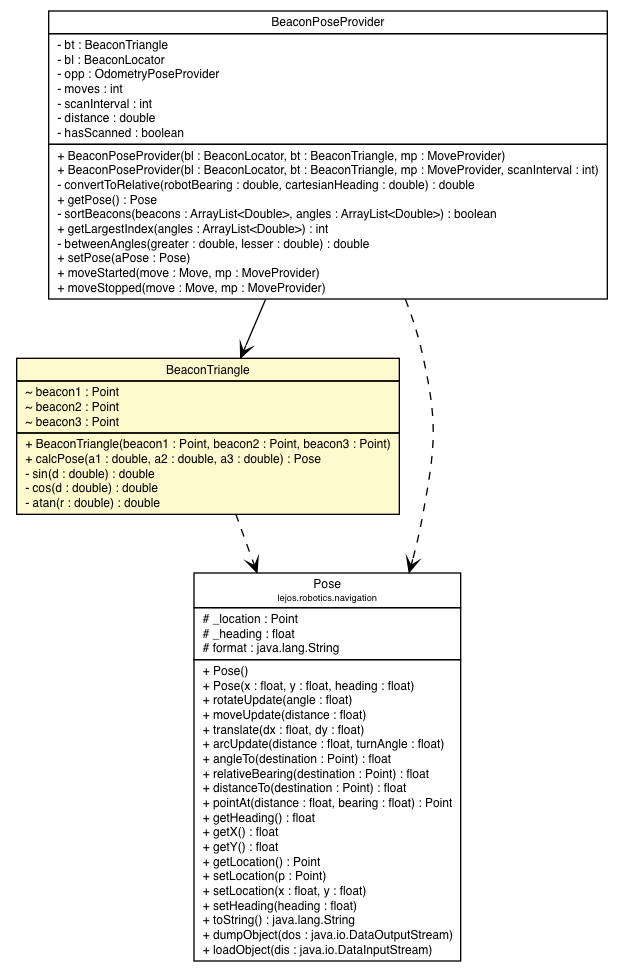 BeaconPoseProvider
- bt : BeaconTriangle
- bl : BeaconLocator
- opp : OdometryPoseProvider
- moves : int
- scanInterval : int
- distance : double
- hasScanned : boolean
+ BeaconPoseProvider(bl : BeaconLocator, bt : BeaconTriangle, mp : MoveProvider)
+ BeaconPoseProvider(bl : BeaconLocator, bt : BeaconTriangle, mp : MoveProvider, scanInterval : int)
- convertToRelative(robotBearing : double, cartesianHeading : double) : double
+ getPose() : Pose
- sortBeacons(beacons : ArrayList<Double>, angles : ArrayList<Double>) : boolean
+ getLargestIndex(angles : ArrayList<Double>) : int
- betweenAngles(greater : double, lesser : double) : double
+ setPose(aPose : Pose)
+ moveStarted(move : Move, mp : MoveProvider)
+ moveStopped(move : Move, mp : MoveProvider)
BeaconTriangle
~ beacon1 : Point
~ beacon2 : Point
~ beacon3 : Point
+ BeaconTriangle(beacon1 : Point, beacon2 : Point, beacon3 : Point)
+ calcPose(a1 : double, a2 : double, a3 : double) : Pose
- sin(d : double) : double
- cos(d : double) : double
- atan(r : double) : double
Pose
lejos.robotics.navigation
# _location : Point
# _heading : float
# format : java.lang.String
+ Pose()
+ Pose(x : float, y : float, heading : float)
+ rotateUpdate(angle : float)
+ moveUpdate(distance : float)
+ translate(dx : float, dy : float)
+ arcUpdate(distance : float, turnAngle : float)
+ angleTo(destination : Point) : float
+ relativeBearing(destination : Point) : float
+ distanceTo(destination : Point) : float
+ pointAt(distance : float, bearing : float) : Point
+ getHeading() : float
+ getX() : float
+ getY() : float
+ getLocation() : Point
+ setLocation(p : Point)
+ setLocation(x : float, y : float)
+ setHeading(heading : float)
+ toString() : java.lang.String
+ dumpObject(dos : java.io.DataOutputStream)
+ loadObject(dis : java.io.DataInputStream)